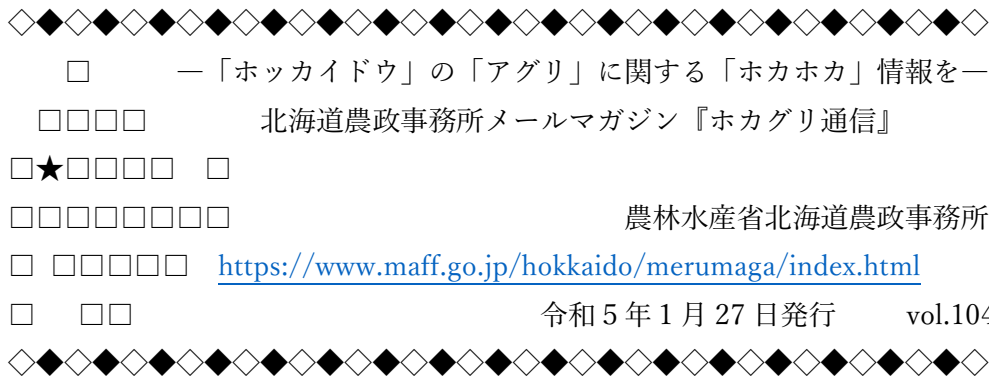 ◇◆◇◆◇◆◇◆◇◆◇◆◇◆◇◆◇◆◇◆◇◆◇◆◇◆◇◆◇◆◇◆◇◆◇◆◇◆◇◆◇◆◇◆◇
□ ―「ホッカイドウ」の「アグリ」に関する「ホカホカ」情報を―
□□□□ 北海道農政事務所メールマガジン『ホカグリ通信』
□★□□□□ □
□□□□□□□□ 農林水産省北海道農政事務所
□ □□□□□ https://www.maff.go.jp/hokkaido/merumaga/index.html
□ □□ 令和5年1月27日発行 vol.104
◇◆◇◆◇◆◇◆◇◆◇◆◇◆◇◆◇◆◇◆◇◆◇◆◇◆◇◆◇◆◇◆◇◆◇◆◇◆◇◆◇◆◇◆◇